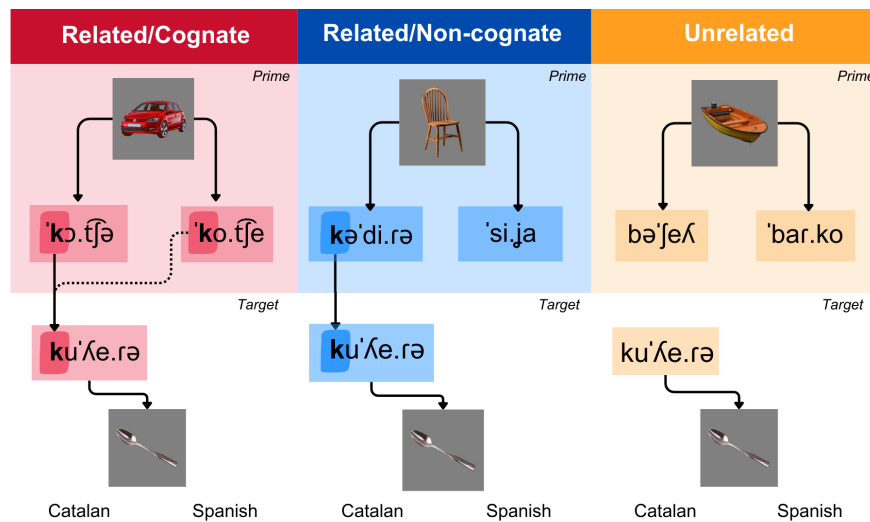 Related/Cognate
Related/Non-cognate
Unrelated
Prime
Prime
Prime
ˈkɔ.t͡ʃə
ˈko.t͡ʃe
kəˈdi.ɾə
ˈsi.ʝa
bəˈʃeʎ
ˈbaɾ.ko
Target
Target
Target
kuˈʎe.ɾə
kuˈʎe.ɾə
kuˈʎe.ɾə
Catalan
Spanish
Catalan
Spanish
Catalan
Spanish